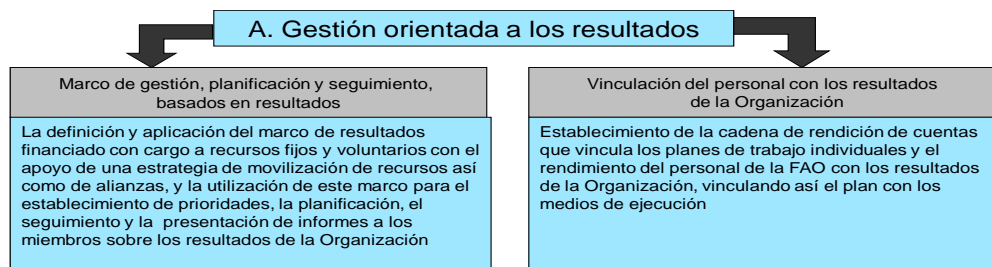 A. Gestión orientada a los resultados
Marco de gestión, planificación y seguimiento,
basados en resultados
La definición y aplicación del marco de resultados
financiado con cargo a recursos fijos y voluntarios con el
apoyo de una estrategia de movilización de recursos así
como de alianzas, y la utilización de este marco para el
establecimiento de prioridades, la planificación, el
seguimiento y la presentación de informes a los
miembros sobre los resultados de la Organización
Vinculación del personal con los resultados
de la Organización
Establecimiento de la cadena de rendición de cuentas
que vincula los planes de trabajo individuales y el
rendimiento del personal de la FAO con los resultados
de la Organización, vinculando así el plan con los
medios de ejecución